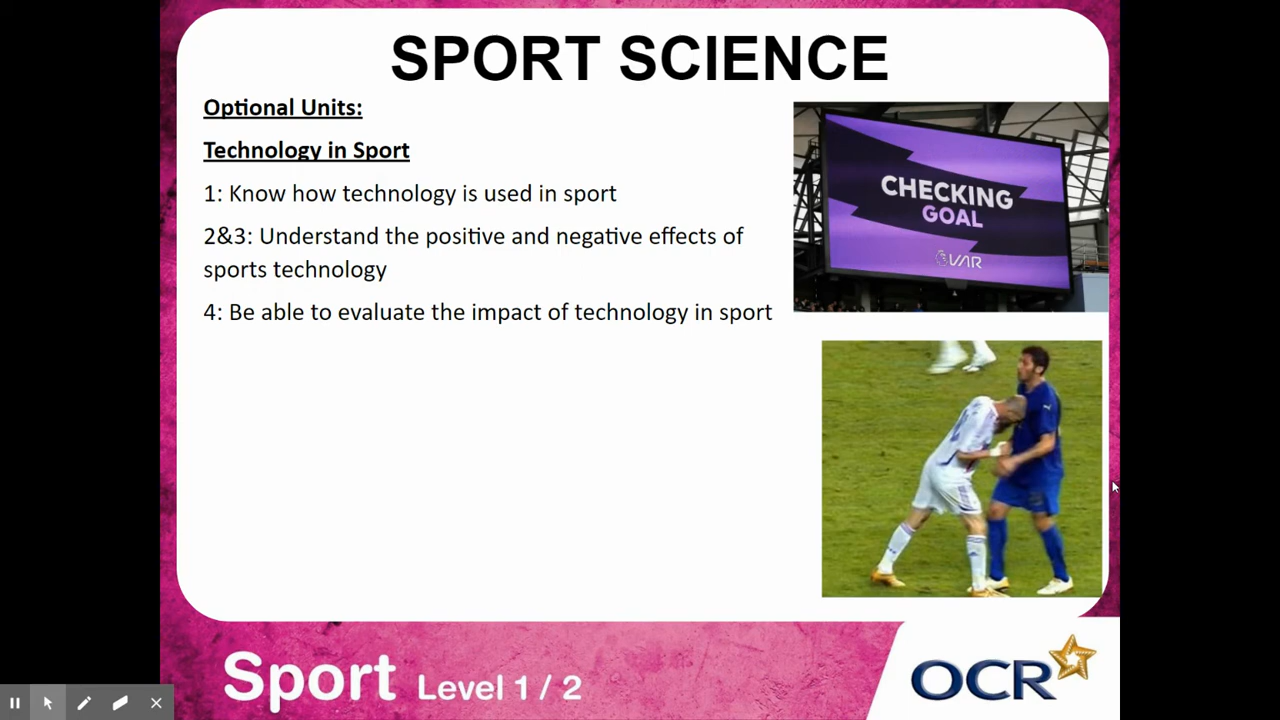 SPORT SCIENCE
Optional Units:
Technology in Sport
1: Know how technology is used in sport
2&3: Understand the positive and negative effects of
sports technology
4: Be able to evaluate the impact of technology in sport
CHECKING
GOAL
VAR
Sport Level 1 / 2
OCR